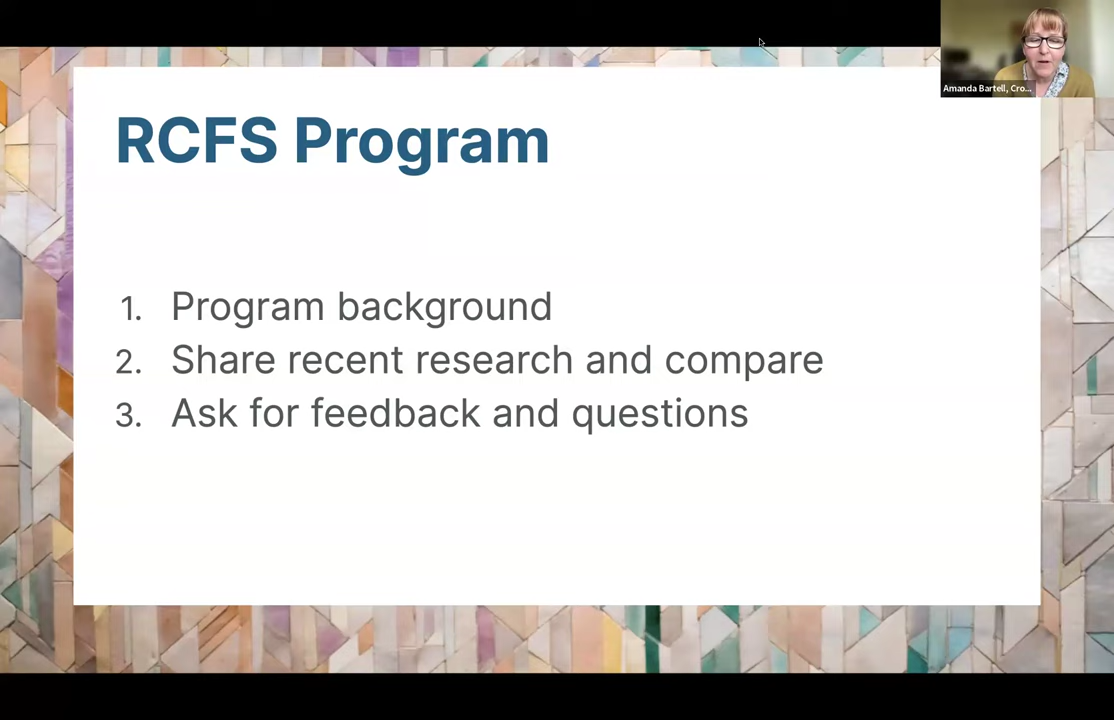 Amanda Bartell, Cro...
RCFS Program
1. Program background
2. Share recent research and compare
3. Ask for feedback and questions